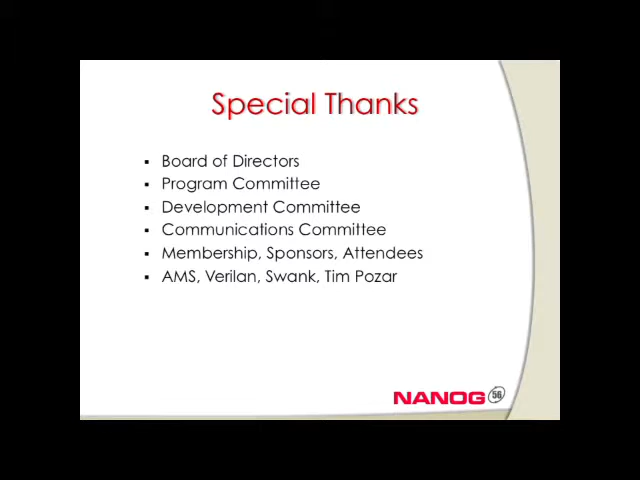 Special Thanks
▪ Board of Directors
▪ Program Committee
▪ Development Committee
▪ Communications Committee
▪ Membership, Sponsors, Attendees
▪ AMS, Verilan, Swank, Tim Pozar
NANOG 56